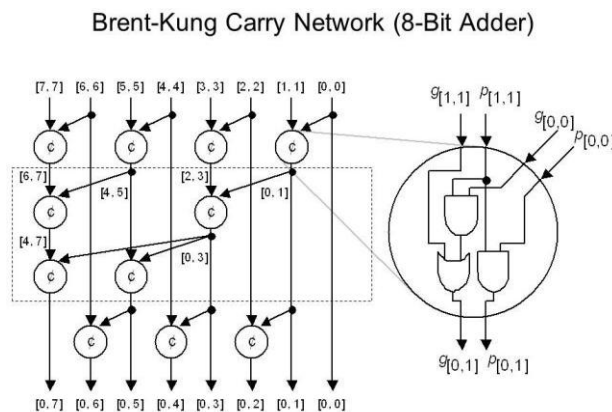 Brent-Kung Carry Network (8-Bit Adder)
[7, 7] [6, 6] [5, 5] [4, 4] [3, 3] [2, 2] [1, 1] [0, 0]
g[1,1] p[1,1]
g[0,0]
p[0,0]
¢ ¢ ¢ ¢
[6, 7] [4, 5] [2, 3] [0, 1]
¢ ¢
[4, 7] [0, 3]
¢ ¢
¢ ¢ ¢
g[0,1] p[0,1]
[0, 7] [0, 6] [0, 5] [0, 4] [0, 3] [0, 2] [0, 1] [0, 0]